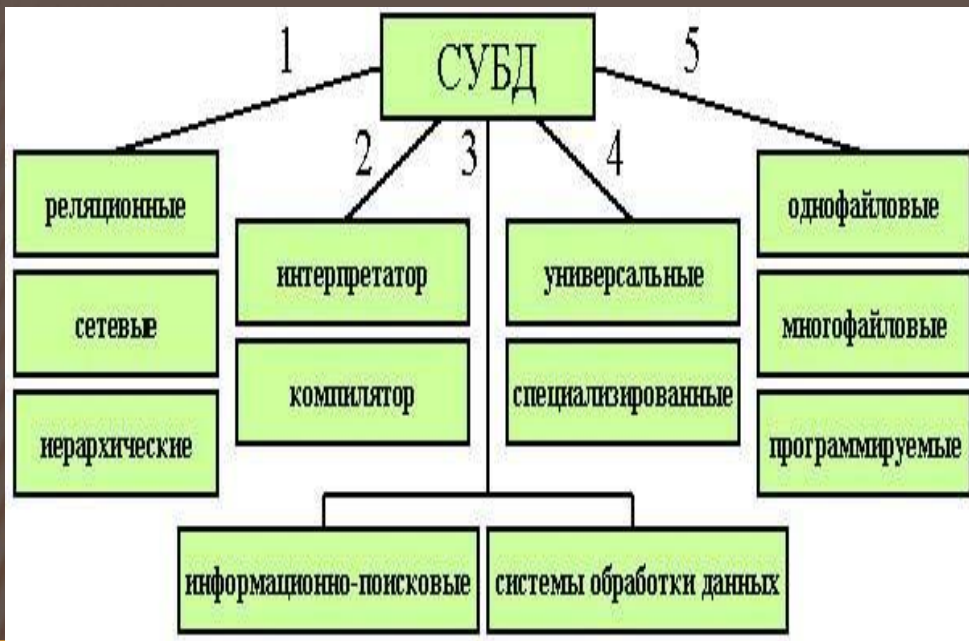 СУБД
1
2
3
4
5
реляционные
сетевые
иерархические
интерпретатор
компилятор
универсальные
специализированные
однофайловые
многофайловые
программируемые
информационно-поисковые
системы обработки данных